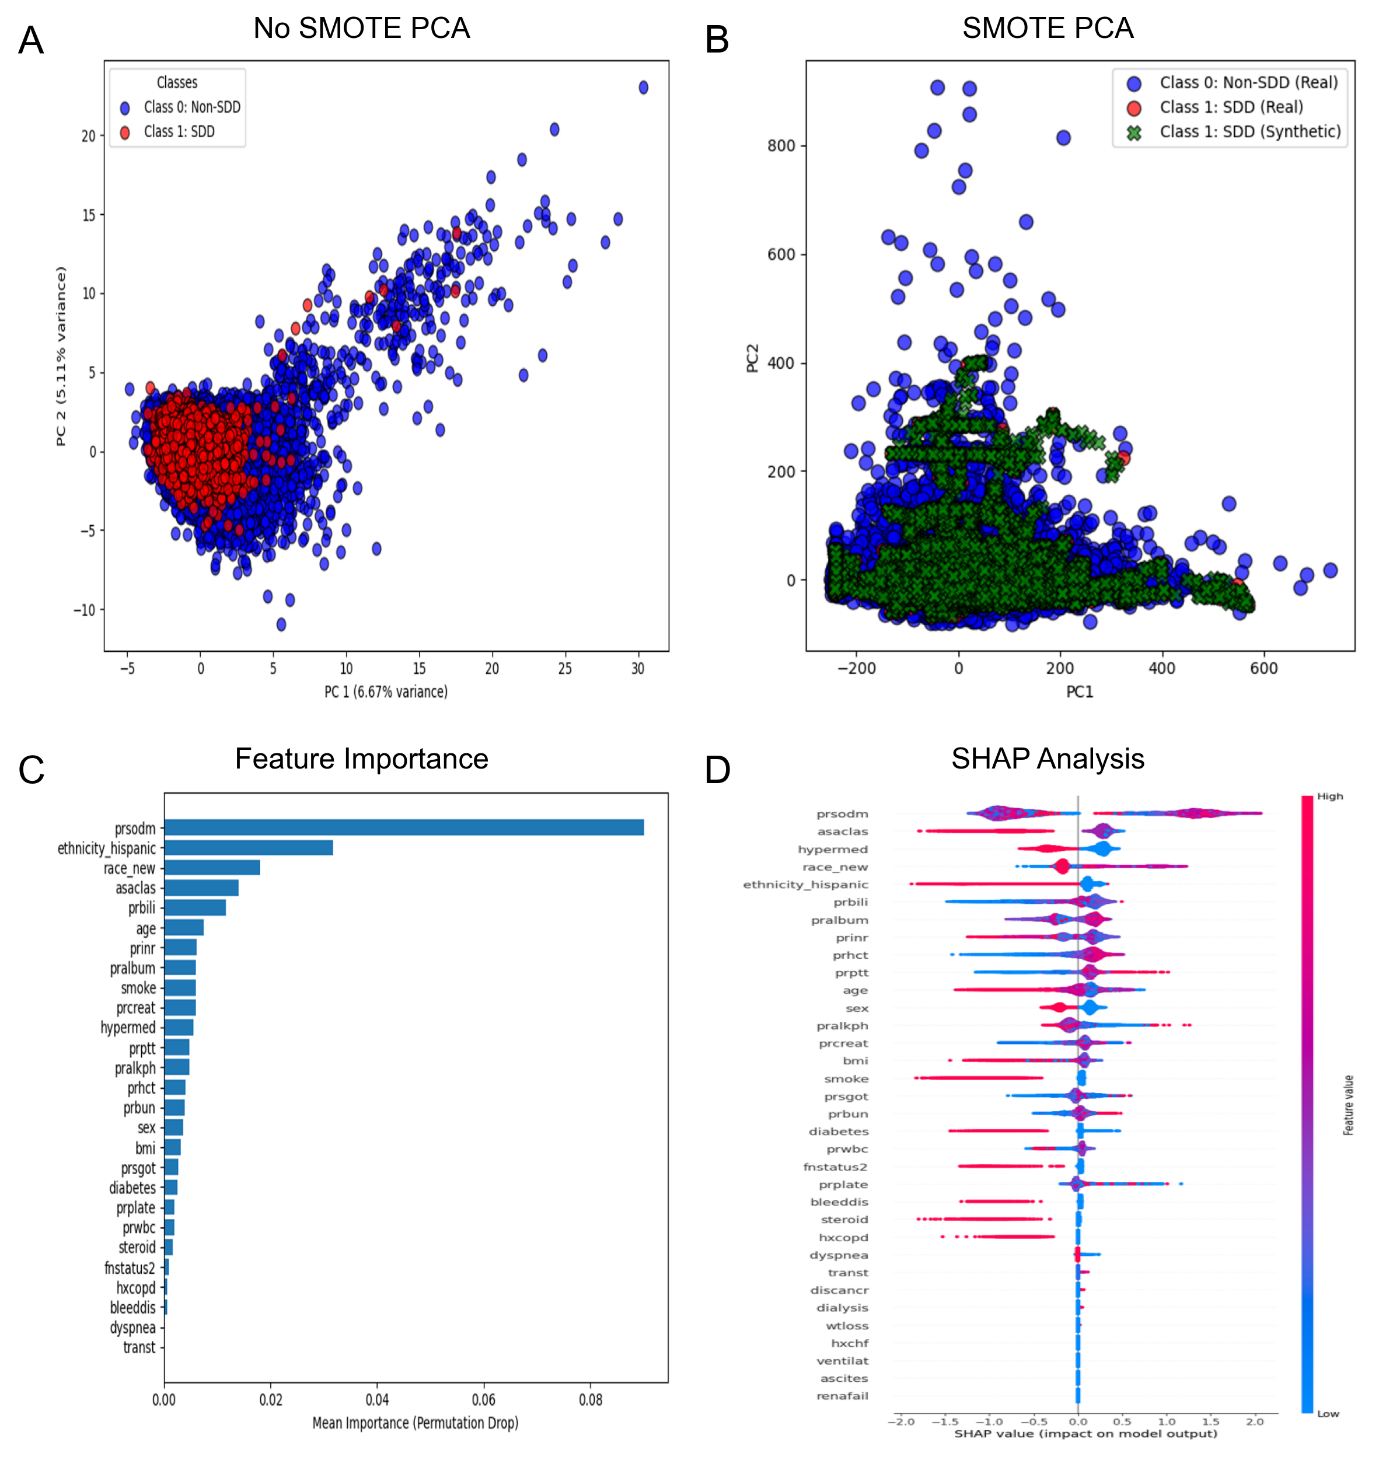 A
No SMOTE PCA
Classes
Class 0: Non-SDD
Class 1: SDD
20
15
10
5
0
−5
−10
PC 2 (5.11% variance)
−5 0 5 10 15 20 25 30
PC 1 (6.67% variance)
B
SMOTE PCA
Class 0: Non-SDD (Real)
Class 1: SDD (Real)
Class 1: SDD (Synthetic)
800
600
400
200
0
PC2
−200 0 200 400 600
PC1
C
Feature Importance
prsodm
ethnicity_hispanic
race_new
asaclas
prbili
age
prinr
pralbum
smoke
prcreat
hypermed
prptt
pralkph
prhct
prbun
sex
bmi
prsgot
diabetes
prplate
prwbc
steroid
fnstatus2
hxcopd
bleeddis
dyspnea
transt
0.00 0.02 0.04 0.06 0.08
Mean Importance (Permutation Drop)
D
SHAP Analysis
prsodm
asaclas
hypermed
race_new
ethnicity_hispanic
prbili
pralbum
prinr
prhct
prptt
age
sex
pralkph
prcreat
bmi
smoke
prsgot
prbun
diabetes
prwbc
fnstatus2
prplate
bleeddis
steroid
hxcopd
dyspnea
transt
discancr
dialysis
wtloss
hxchf
ventilat
ascites
renafail
−2.0 −1.5 −1.0 −0.5 0.0 0.5 1.0 1.5 2.0
SHAP value (impact on model output)
High
Feature value
Low